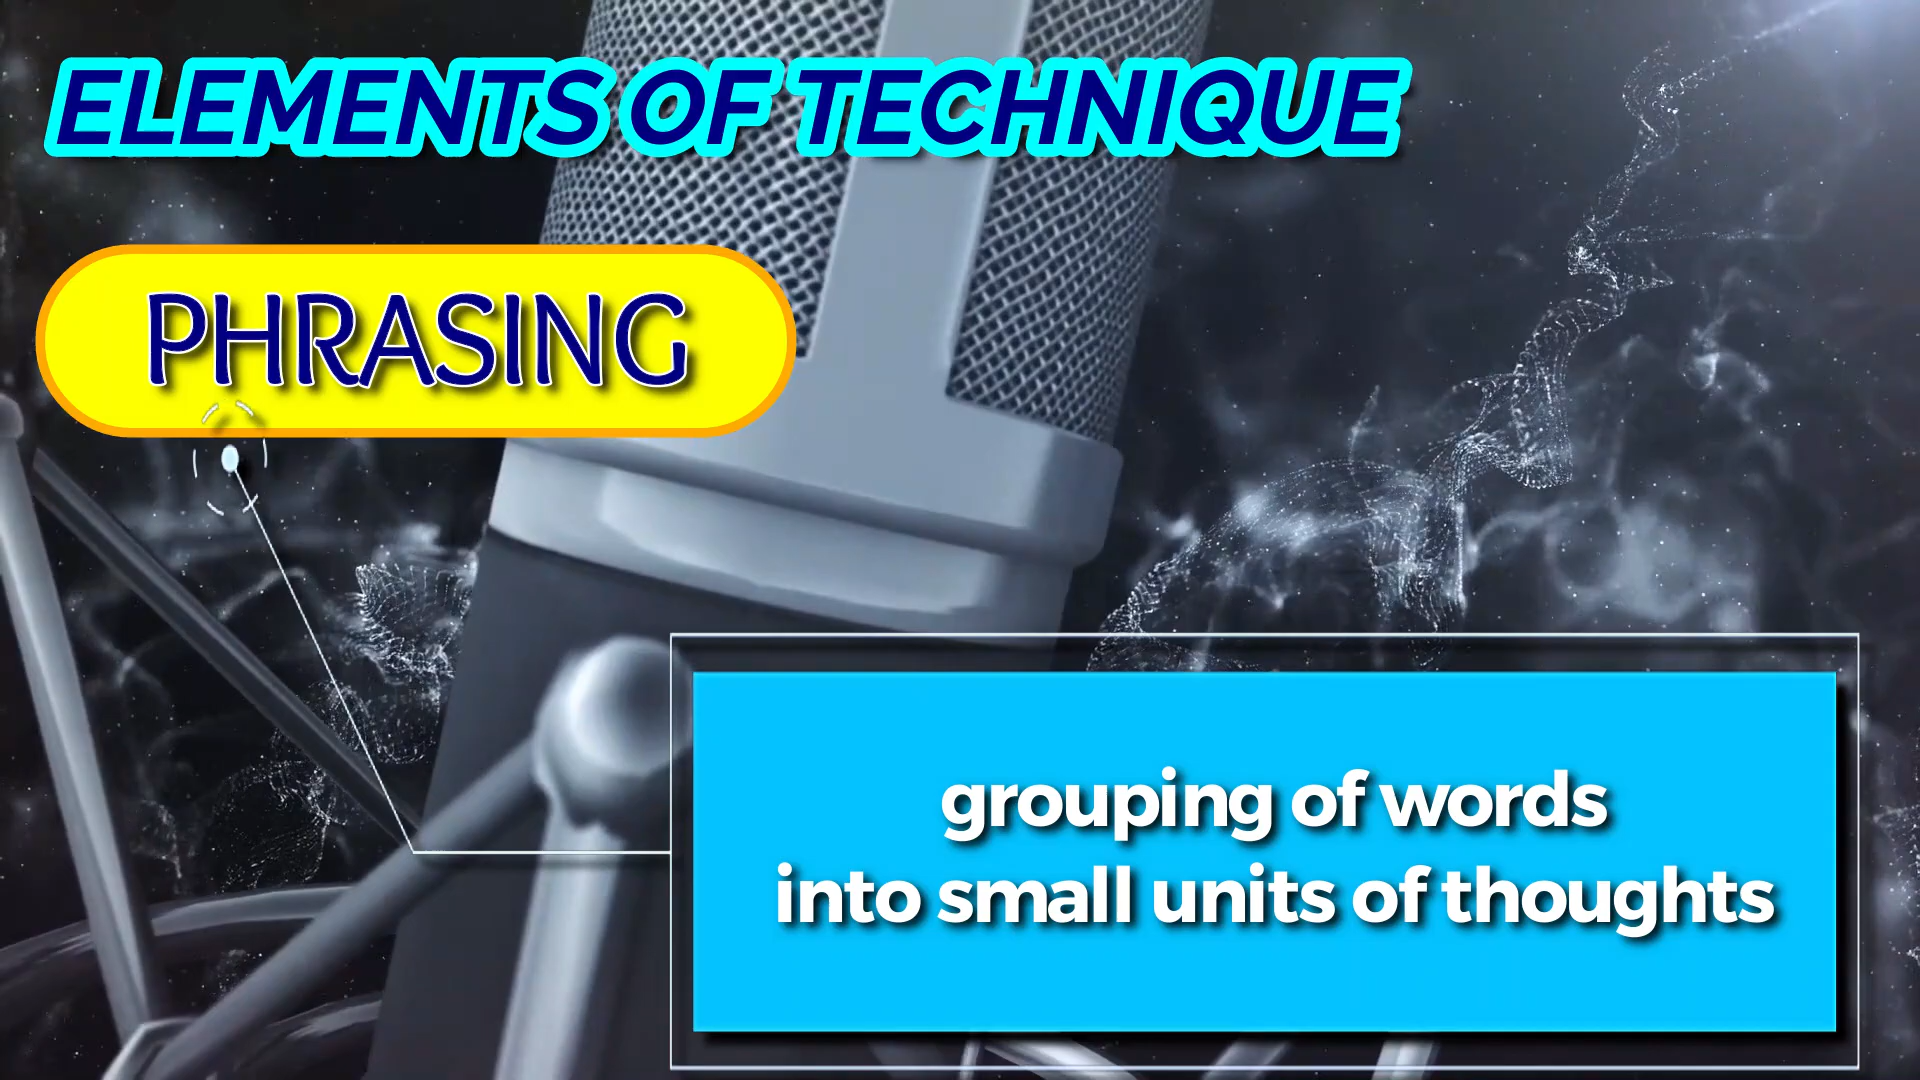 ELEMENTS OF TECHNIQUE
PHRASING
grouping of words
into small units of thoughts